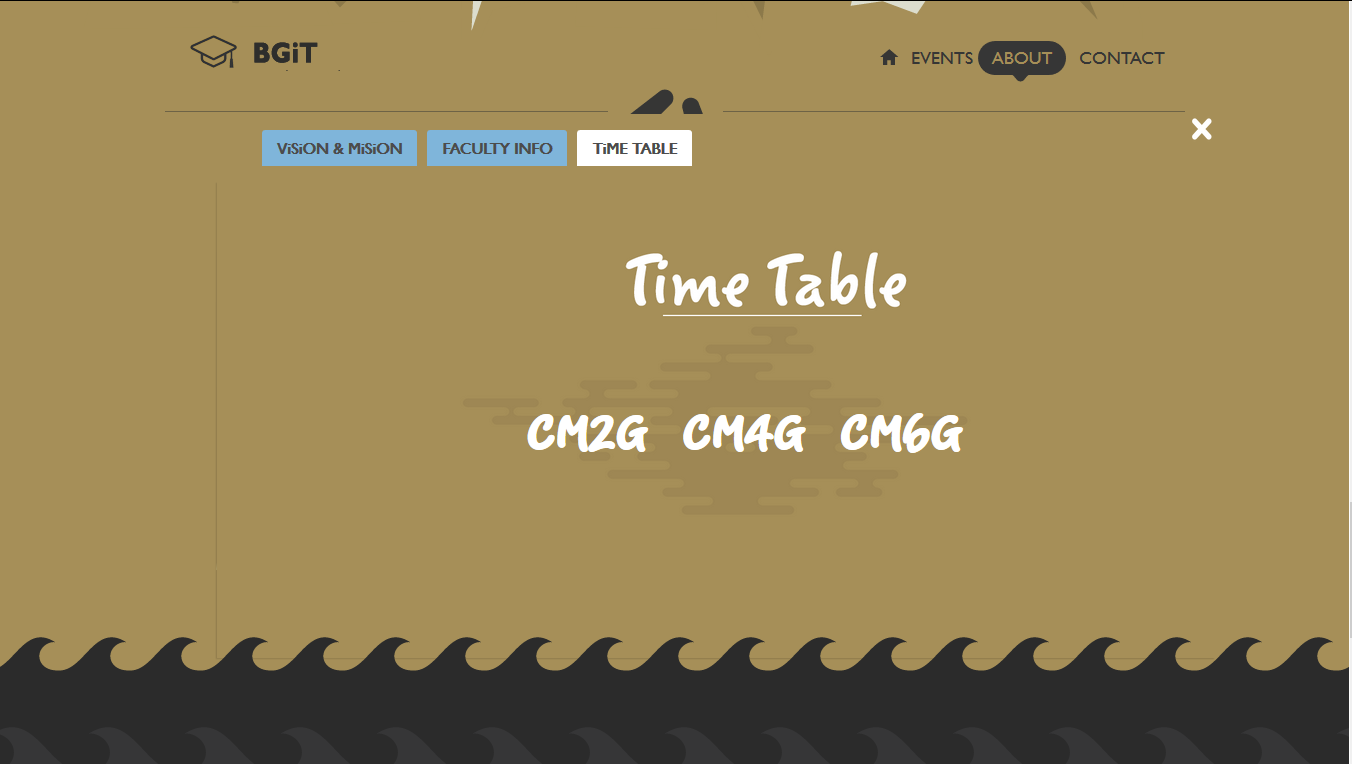 BGiT
EVENTS ABOUT CONTACT
ViSiON & MiSiON FACULTY INFO TiME TABLE
Time Table
CM2G CM4G CM6G